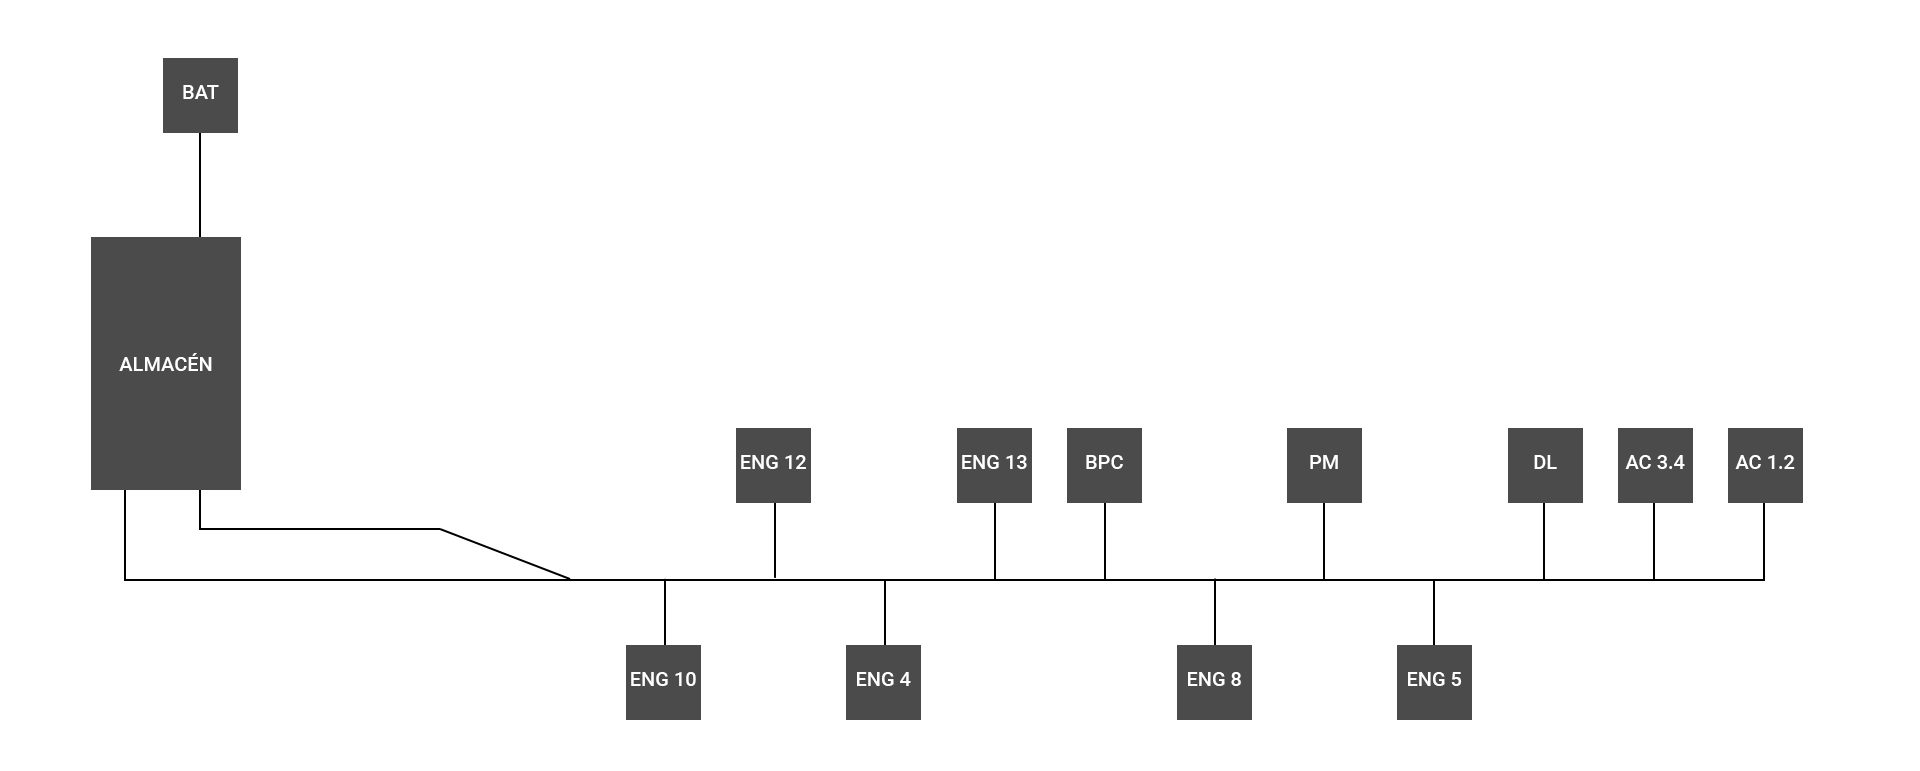 BAT
ALMACÉN
ENG 12
ENG 13
BPC
PM
DL
AC 3.4
AC 1.2
ENG 10
ENG 4
ENG 8
ENG 5